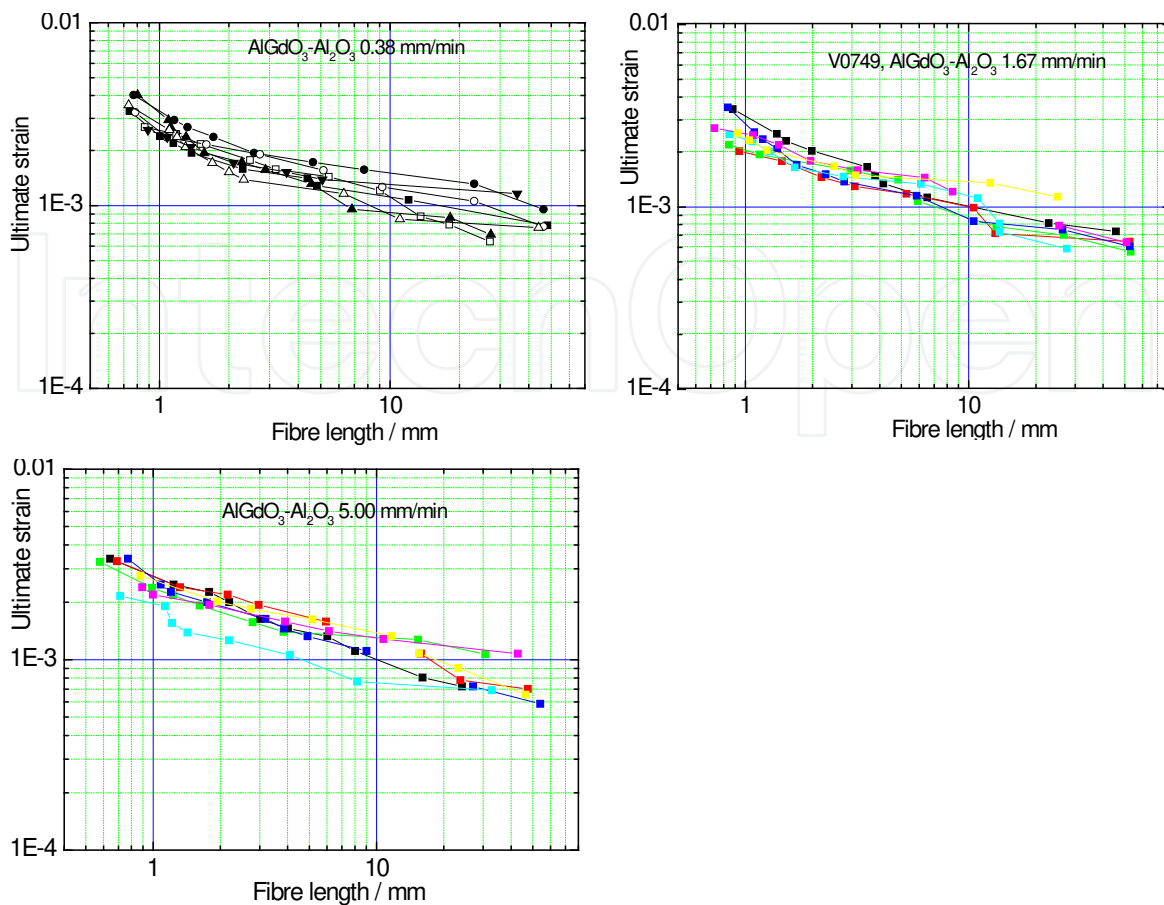 0.01
AlGdO3-Al2O3 0.38 mm/min
Ultimate strain
1E-3
1E-4
1
10
Fibre length / mm
0.01
V0749, AlGdO3-Al2O3 1.67 mm/min
Ultimate strain
1E-3
1E-4
1
10
Fibre length / mm
IntechOpen
0.01
AlGdO3-Al2O3 5.00 mm/min
Ultimate strain
1E-3
1E-4
1
10
Fibre length / mm